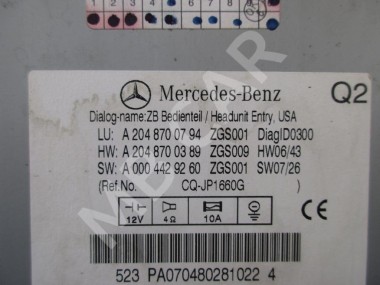 1 2 3 4 5 6 7 8
Mercedes-Benz Q2
Dialog-name:ZB Bedienteil / Headunit Entry, USA
LU: A 204 870 07 94 ZGS001 DiagID0300
HW: A 204 870 03 89 ZGS009 HW06/43
SW: A 000 442 92 60 ZGS001 SW07/26
(Ref.No. CQ-JP1660G )
12V 4Ω 10A
CE
523 PA070480281022 4